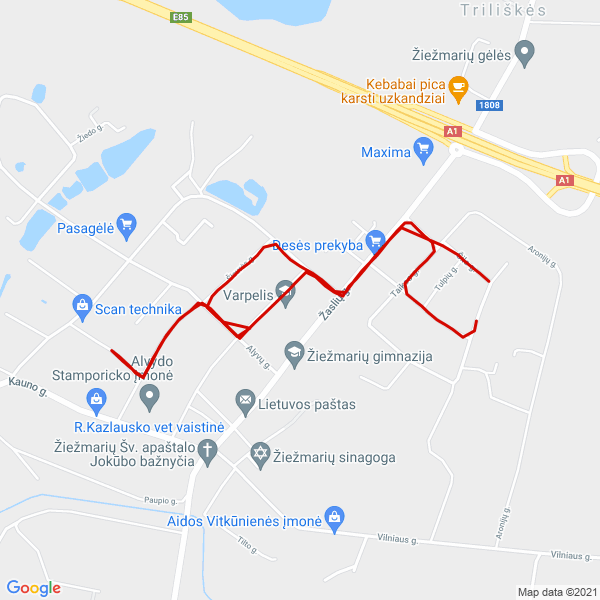 Triliškės
E85
Žiežmarių gėlės
Kebabai pica
karsti uzkandziai
1808
A1
Maxima
A1
Žiedo g.
Pasagėlė
Desės prekyba
Aronijų g.
Tulpių g.
Varpelis
Žaslių g.
Scan technika
Alyvų g.
Žiežmarių gimnazija
Alvydo
Stamporicko įmonė
Kauno g.
R.Kazlausko vet vaistinė
Lietuvos paštas
Žiežmarių Šv. apaštalo
Jokūbo bažnyčia
Žiežmarių sinagoga
Paupio g.
Aidos Vitkūnienės įmonė
Aronijų g.
Tilto g.
Vilniaus g.
Vilniaus g.
Google
Map data ©2021